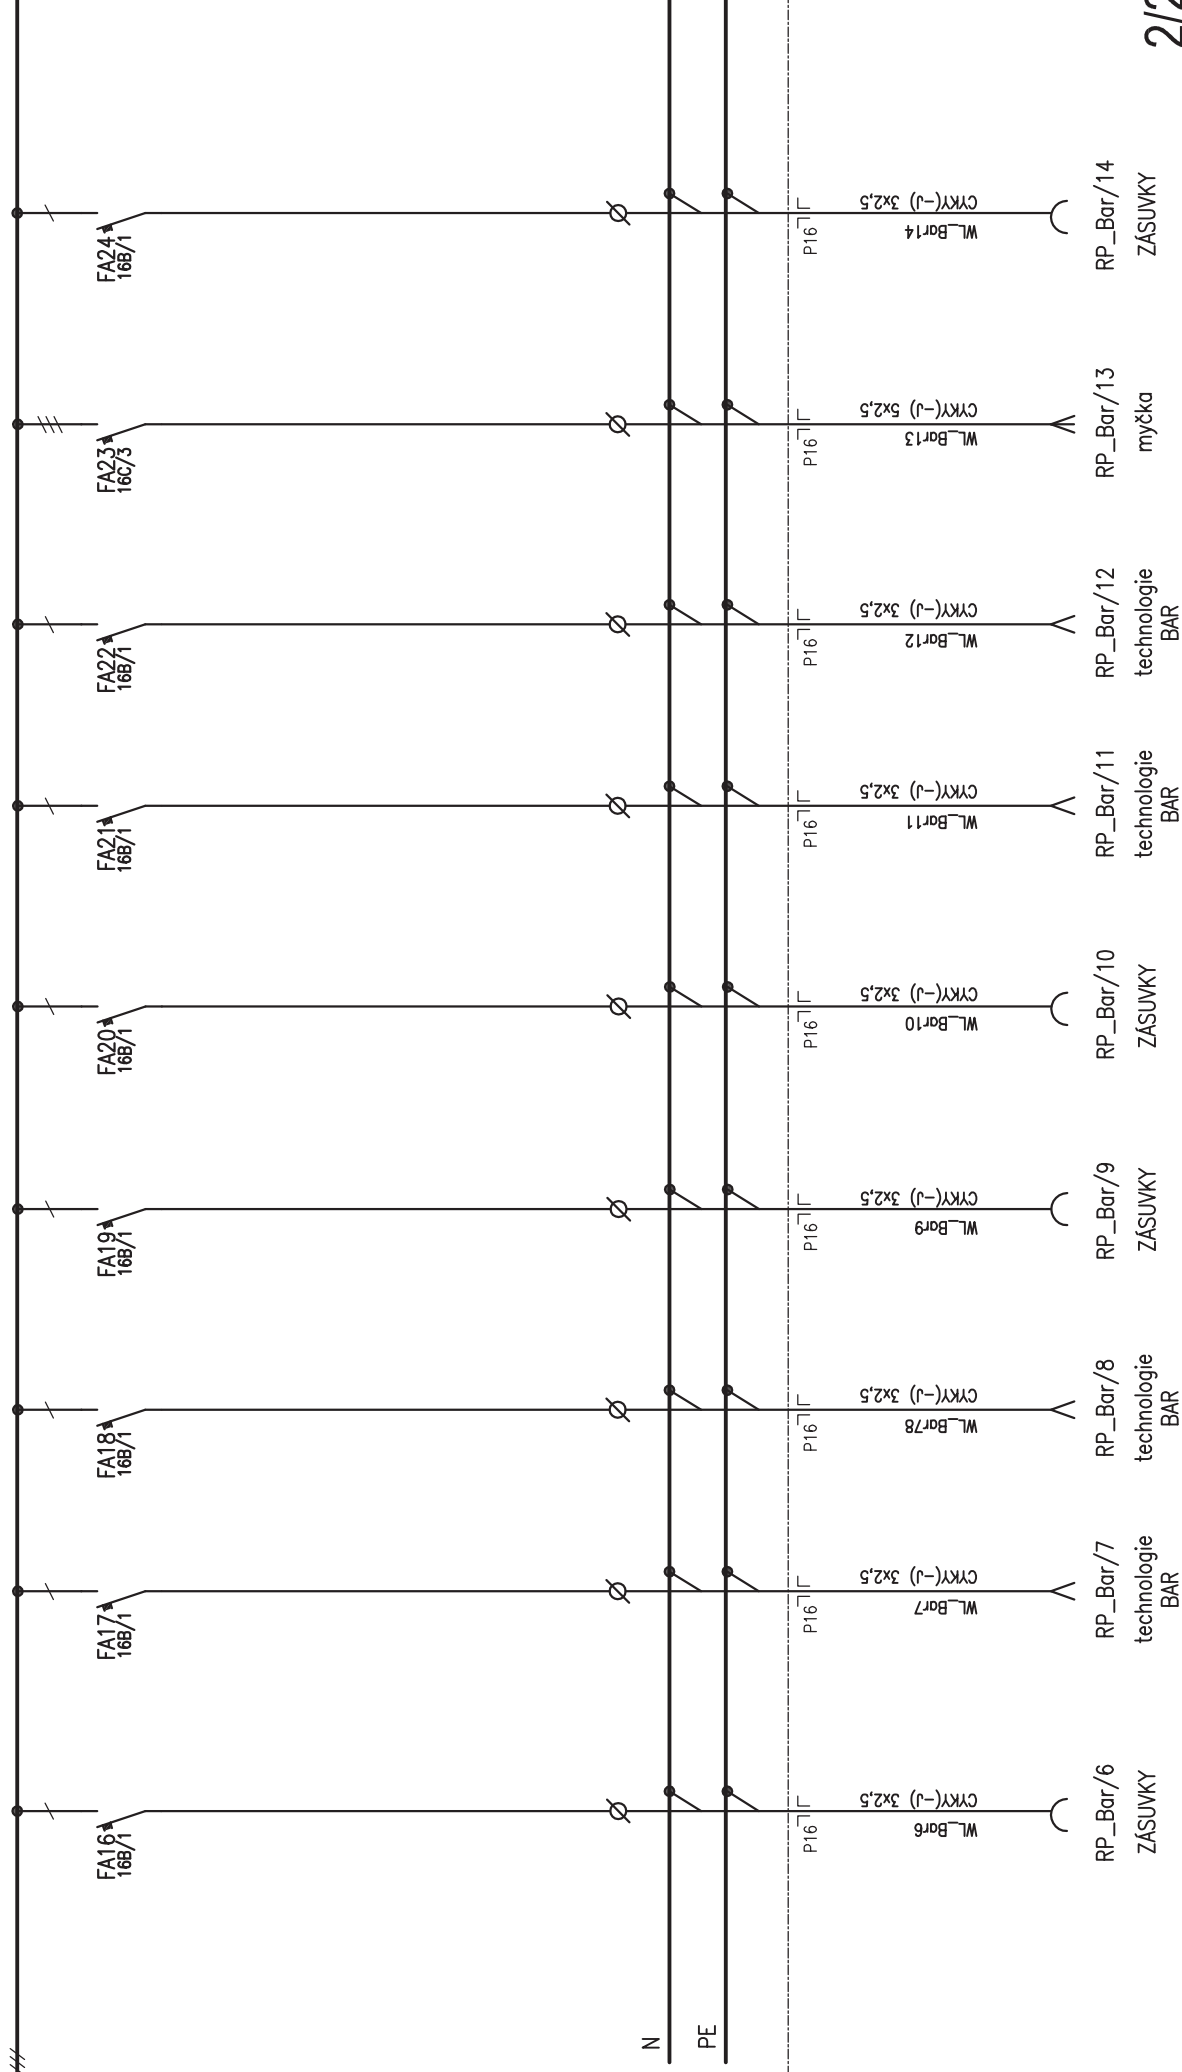 N
PE
FA16
16B/1
P16
WL_Bar6
CYKY(-J) 3x2,5
RP_Bar/6
ZÁSUVKY
FA17
16B/1
P16
WL_Bar7
CYKY(-J) 3x2,5
RP_Bar/7
technologie
BAR
FA18
16B/1
P16
WL_Bar78
CYKY(-J) 3x2,5
RP_Bar/8
technologie
BAR
FA19
16B/1
P16
WL_Bar9
CYKY(-J) 3x2,5
RP_Bar/9
ZÁSUVKY
FA20
16B/1
P16
WL_Bar10
CYKY(-J) 3x2,5
RP_Bar/10
ZÁSUVKY
FA21
16B/1
P16
WL_Bar11
CYKY(-J) 3x2,5
RP_Bar/11
technologie
BAR
FA22
16B/1
P16
WL_Bar12
CYKY(-J) 3x2,5
RP_Bar/12
technologie
BAR
FA23
16C/3
P16
WL_Bar13
CYKY(-J) 5x2,5
RP_Bar/13
myčka
FA24
16B/1
P16
WL_Bar14
CYKY(-J) 3x2,5
RP_Bar/14
ZÁSUVKY